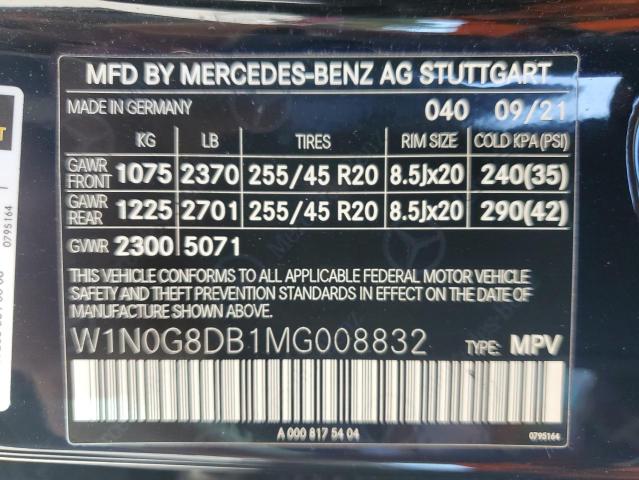 MFD BY MERCEDES-BENZ AG STUTTGART
MADE IN GERMANY 040 09/21
KG LB TIRES RIM SIZE COLD KPA(PSI)
GAWR FRONT 1075 2370 255/45 R20 8.5Jx20 240(35)
GAWR REAR 1225 2701 255/45 R20 8.5Jx20 290(42)
GVWR 2300 5071
THIS VEHICLE CONFORMS TO ALL APPLICABLE FEDERAL MOTOR VEHICLE
SAFETY AND THEFT PREVENTION STANDARDS IN EFFECT ON THE DATE
OF MANUFACTURE SHOWN ABOVE.
W1N0G8DB1MG008832 TYPE: MPV
A 000 817 54 04 0795164
0795164